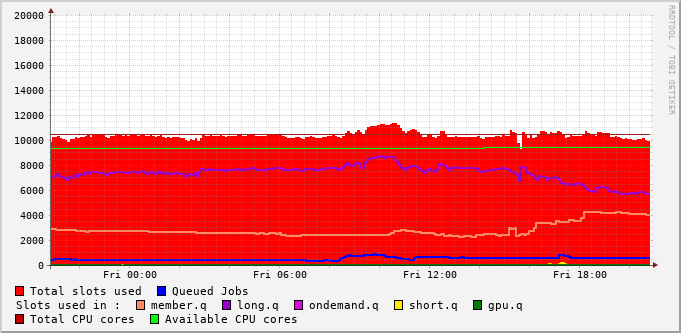 RRDTOOL / TOBI OETIKER
20000
18000
16000
14000
12000
10000
8000
6000
4000
2000
0
Fri 00:00 Fri 06:00 Fri 12:00 Fri 18:00
Total slots used Queued Jobs
Slots used in : member.q long.q ondemand.q short.q gpu.q
Total CPU cores Available CPU cores